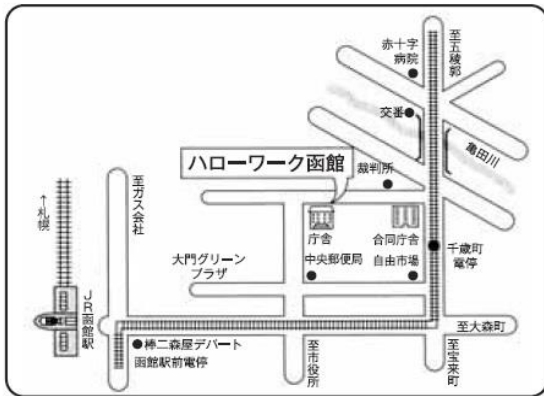 赤十字
病院
至五稜郭
交番
亀田川
ハローワーク函館
裁判所
至ガス会社
←札幌
庁舎
合同庁舎
千歳町
電停
中央郵便局
自由市場
大門グリーン
プラザ
JR函館駅
棒二森屋デパート
函館駅前電停
至市役所
至宝来町
至大森町